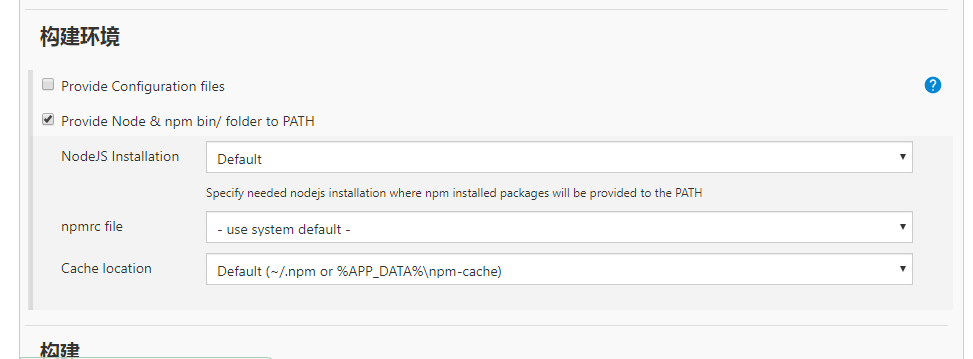 构建环境
Provide Configuration files
?
Provide Node & npm bin/ folder to PATH
NodeJS Installation
Default
Specify needed nodejs installation where npm installed packages will be provided to the PATH
npmrc file
- use system default -
Cache location
Default (~/.npm or %APP_DATA%\npm-cache)
构建